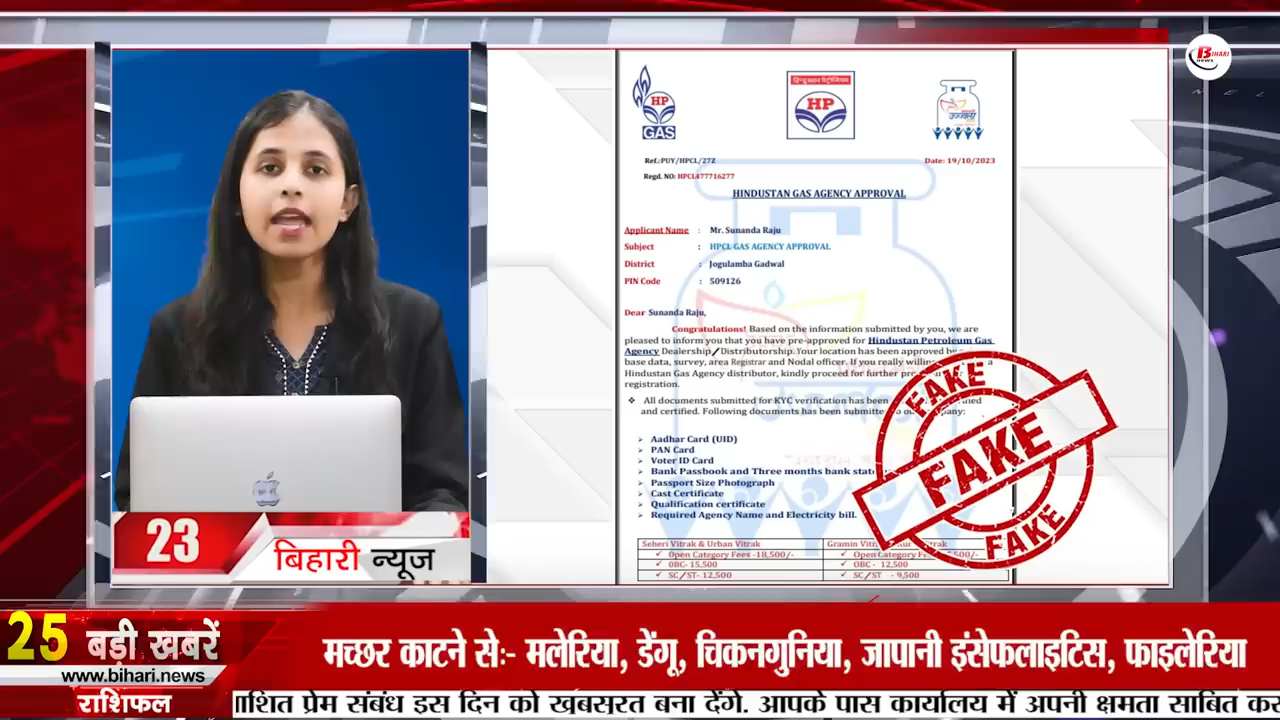 BIHARI
news
HP
GAS
हिन्दुस्तान पेट्रोलियम
HP
उज्ज्वला
Ref.:PUY/HPCL/27Z
Date: 19/10/2023
Regd. NO: HPCL477716277
HINDUSTAN GAS AGENCY APPROVAL
Applicant Name : Mr. Sunanda Raju
Subject : HPCL GAS AGENCY APPROVAL
District : Jogulamba Gadwal
PIN Code : 509126
Dear Sunanda Raju,
Congratulations! Based on the information submitted by you, we are
pleased to inform you that you have pre-approved for Hindustan Petroleum Gas
Agency Dealership/Distributorship. Your location has been approved by
base data, survey, area Registrar and Nodal officer. If you really willing
Hindustan Gas Agency distributor, kindly proceed for further
registration.
❖ All documents submitted for KYC verification has been
and certified. Following documents has been submitted
➢ Aadhar Card (UID)
➢ PAN Card
➢ Voter ID Card
➢ Bank Passbook and Three months bank
➢ Passport Size Photograph
➢ Cast Certificate
➢ Qualification certificate
➢ Required Agency Name and Electricity bill.
Seheri Vitrak & Urban Vitrak
✓ Open Category Fees -18,500/-
✓ OBC- 15,500
✓ SC/ST- 12,500
Gramin Vitrak
✓ Open Category
✓ OBC - 12,500
✓ SC/ST - 9,500
FAKE
FAKE
FAKE
23
बिहारी न्यूज
25 बड़ी खबरें
www.bihari.news
मच्छर काटने सेः- मलेरिया, डेंगू, चिकनगुनिया, जापानी इंसेफलाइटिस, फाइलेरिया
राशिफल
प्रेम संबंध इस दिन को खूबसूरत बना देंगे. आपके पास कार्यालय में अपनी क्षमता साबित